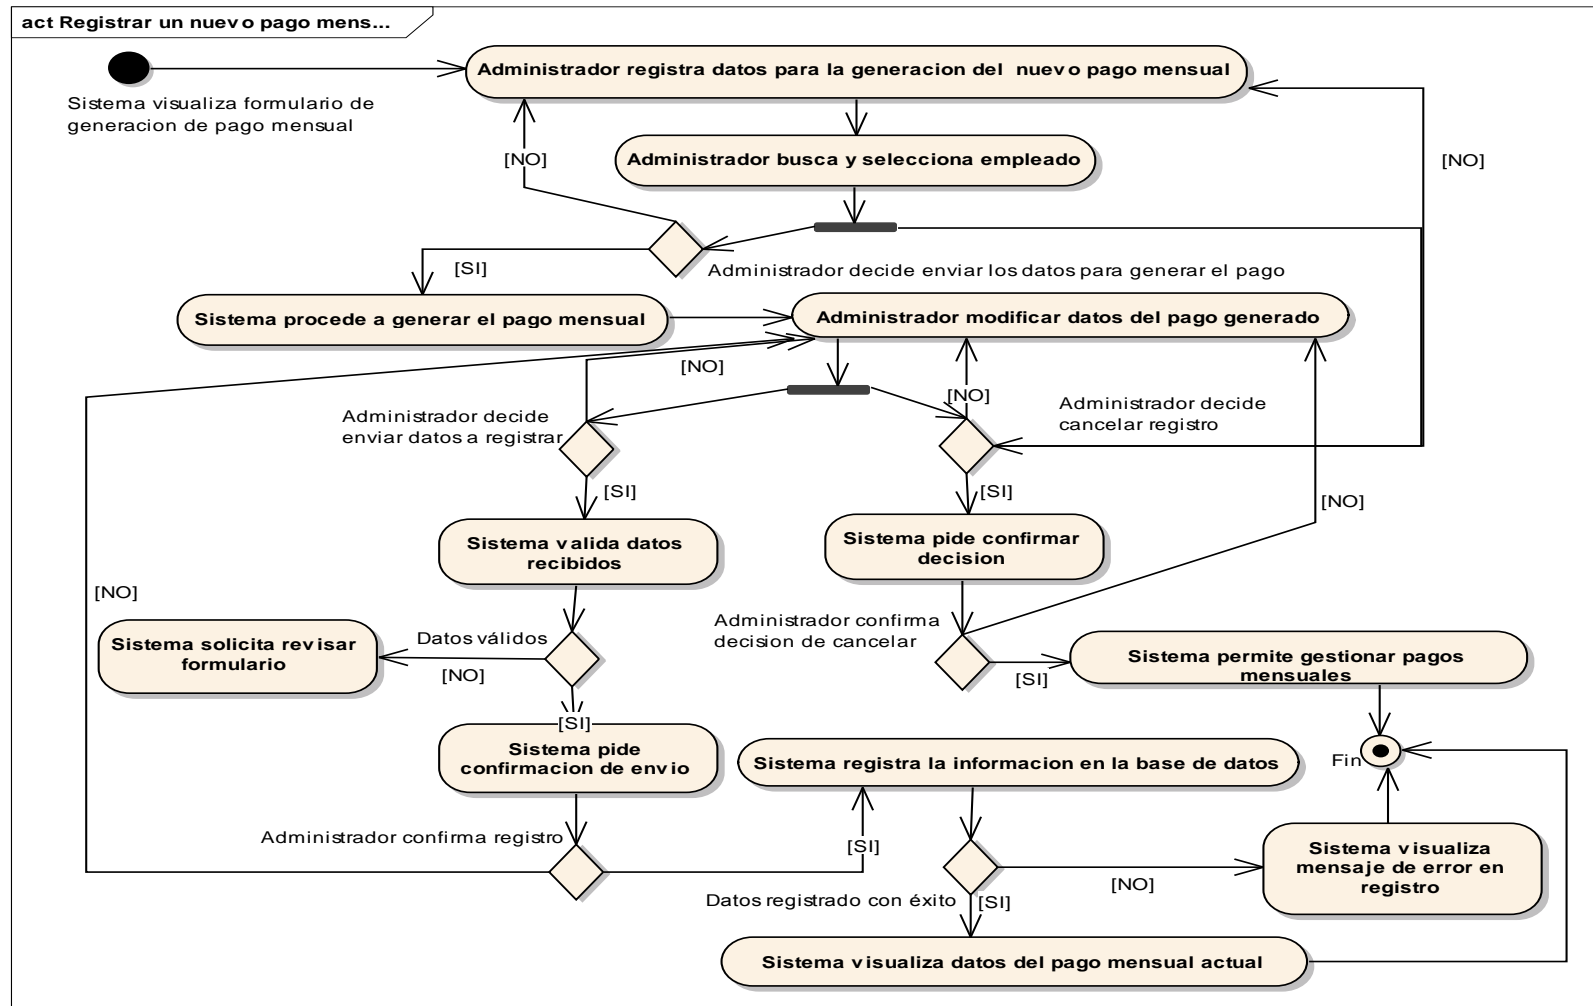 act Registrar un nuevo pago mens...
Administrador registra datos para la generacion del nuevo pago mensual
Sistema visualiza formulario de
generacion de pago mensual
[NO]
Administrador busca y selecciona empleado
[NO]
[SI]
Administrador decide enviar los datos para generar el pago
Sistema procede a generar el pago mensual
Administrador modificar datos del pago generado
[NO]
[NO]
Administrador decide
enviar datos a registrar
Administrador decide
cancelar registro
[SI]
[SI]
[NO]
Sistema valida datos
recibidos
Sistema pide confirmar
decision
[NO]
Administrador confirma
decision de cancelar
Sistema solicita revisar
formulario
Datos válidos
[NO]
[SI]
Sistema permite gestionar pagos
mensuales
[SI]
Sistema pide
confirmacion de envio
Sistema registra la informacion en la base de datos
Fin
Administrador confirma registro
[SI]
Sistema visualiza
mensaje de error en
registro
[NO]
Datos registrado con éxito
[SI]
Sistema visualiza datos del pago mensual actual